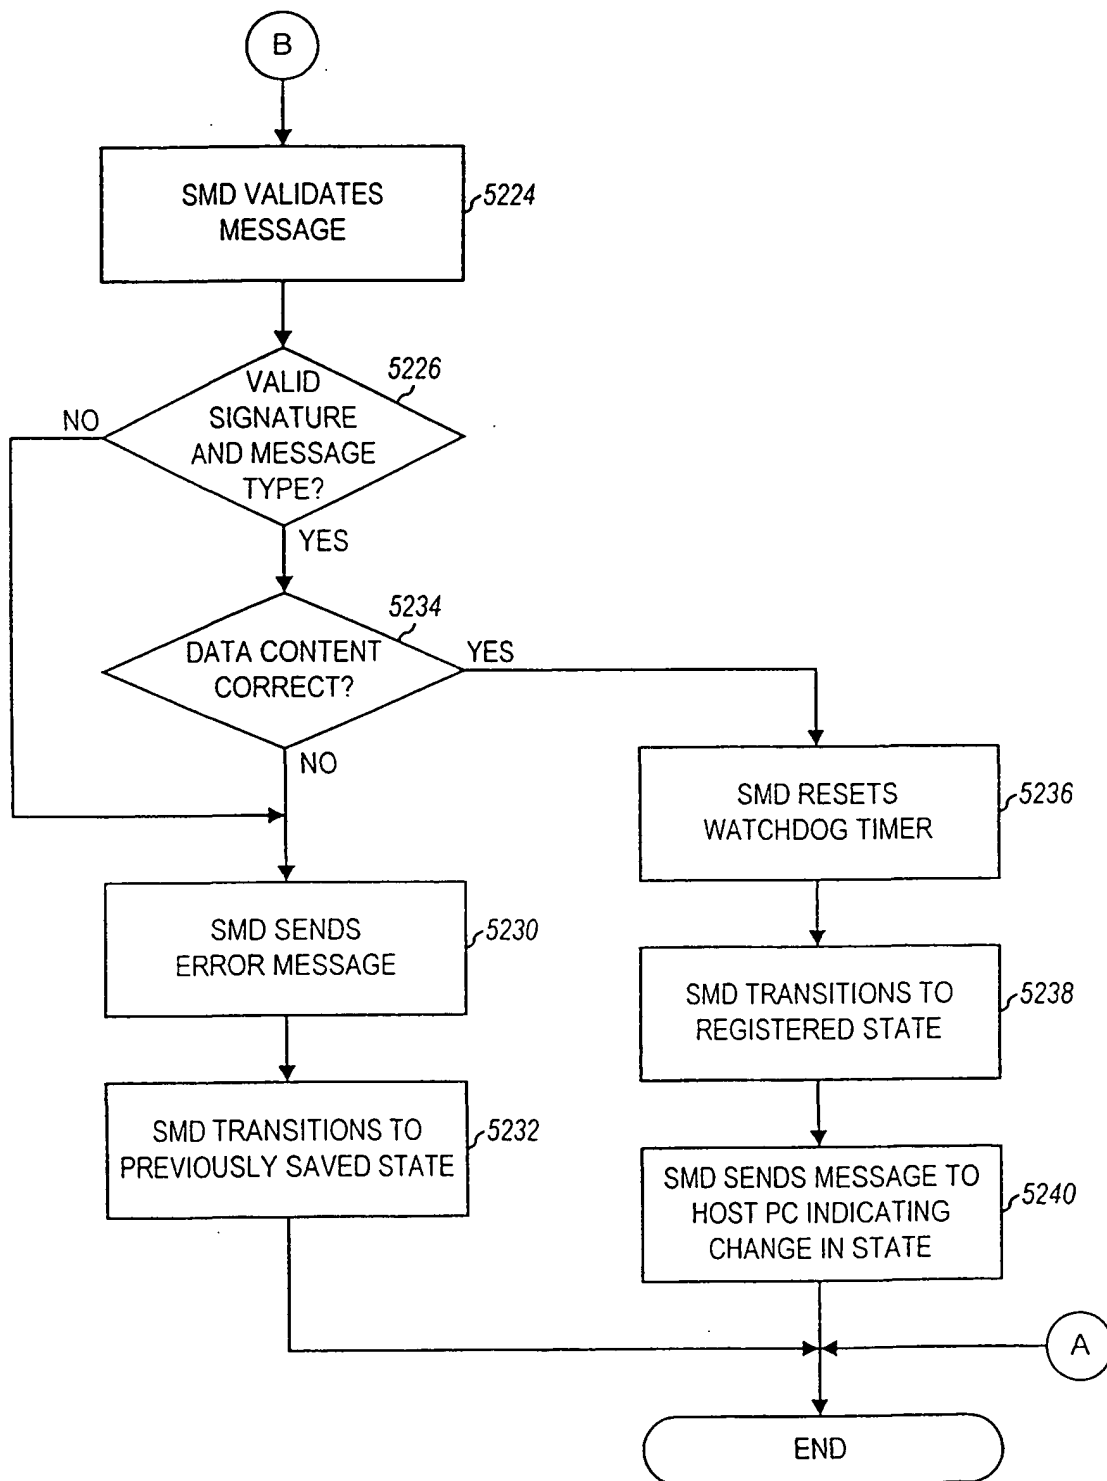 B
SMD VALIDATES
MESSAGE
5224
VALID
SIGNATURE
AND MESSAGE
TYPE?
5226
NO
YES
DATA CONTENT
CORRECT?
5234
YES
NO
SMD RESETS
WATCHDOG TIMER
5236
SMD SENDS
ERROR MESSAGE
5230
SMD TRANSITIONS TO
REGISTERED STATE
5238
SMD TRANSITIONS TO
PREVIOUSLY SAVED STATE
5232
SMD SENDS MESSAGE TO
HOST PC INDICATING
CHANGE IN STATE
5240
A
END